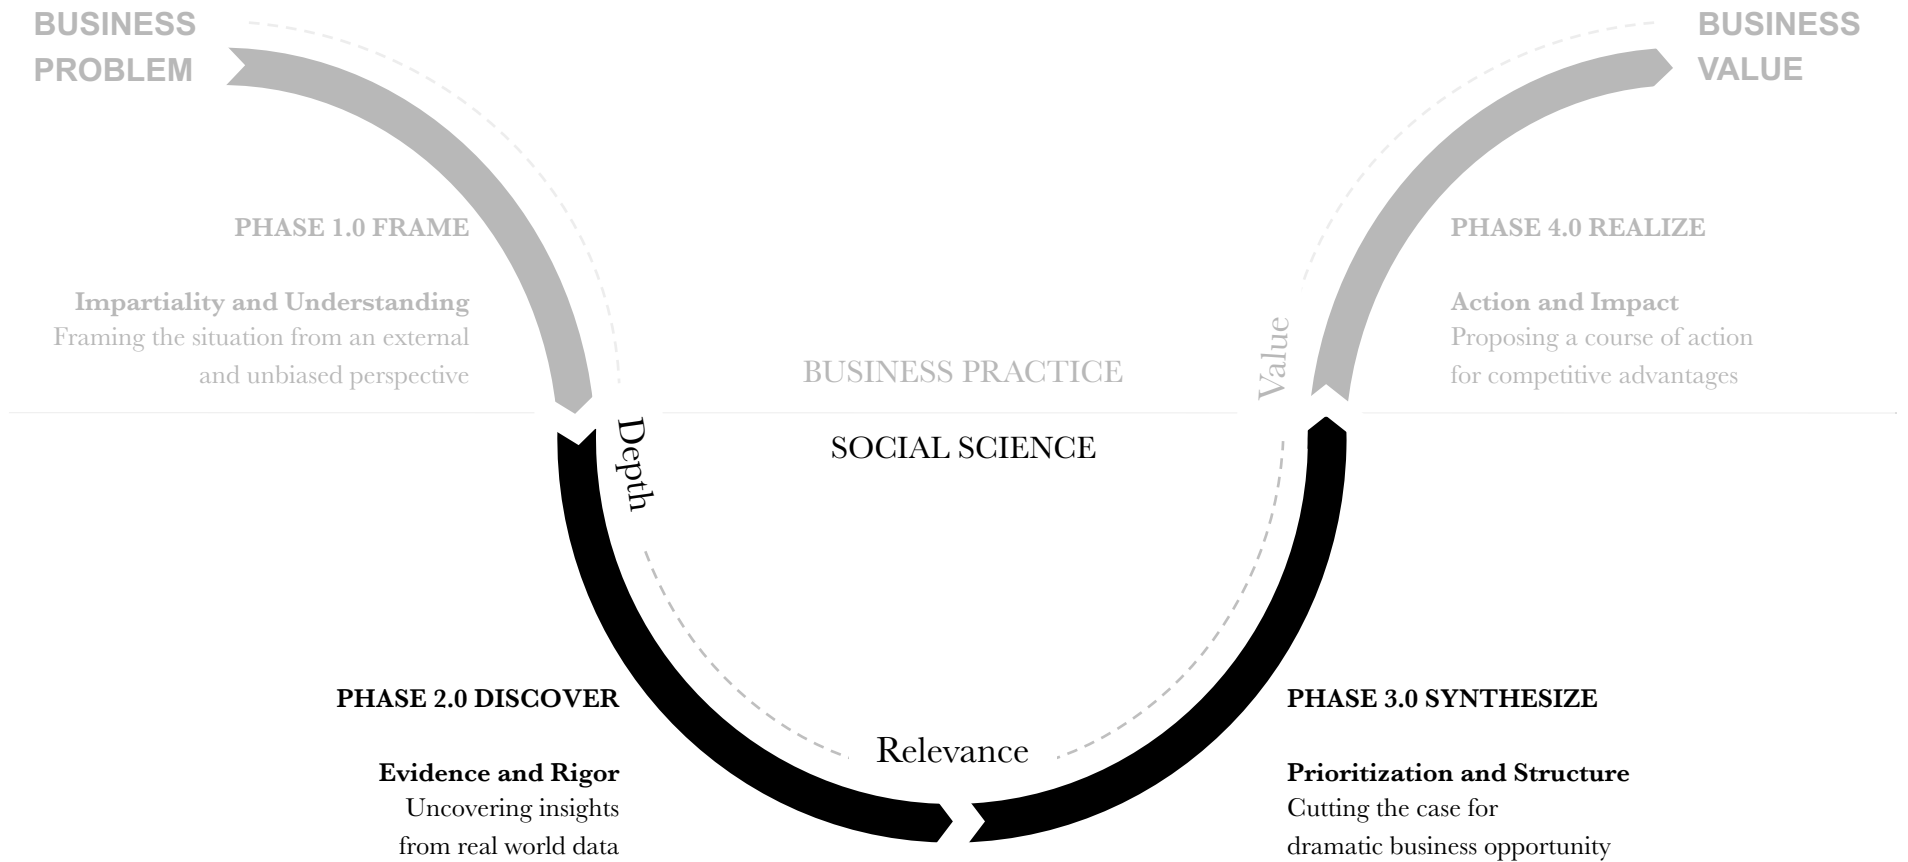 BUSINESS
PROBLEM
BUSINESS
VALUE
PHASE 1.0 FRAME
Impartiality and Understanding
Framing the situation from an external
and unbiased perspective
PHASE 4.0 REALIZE
Action and Impact
Proposing a course of action
for competitive advantages
Value
BUSINESS PRACTICE
SOCIAL SCIENCE
Depth
PHASE 2.0 DISCOVER
Evidence and Rigor
Uncovering insights
from real world data
Relevance
PHASE 3.0 SYNTHESIZE
Prioritization and Structure
Cutting the case for
dramatic business opportunity